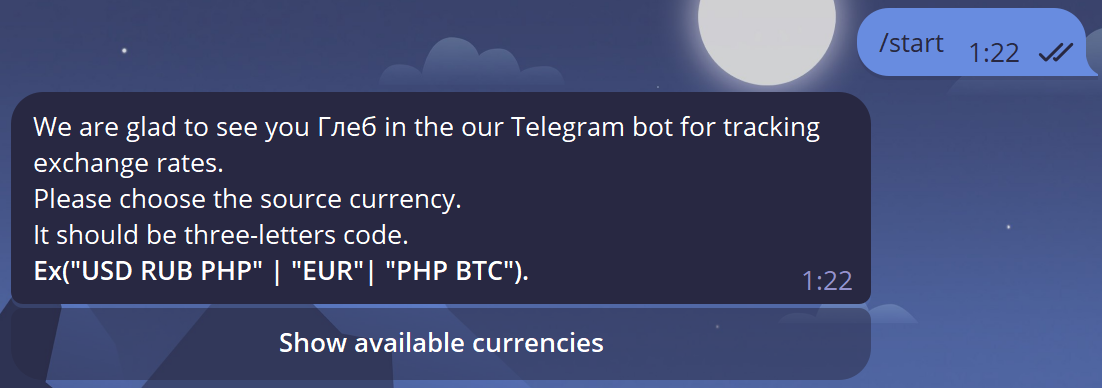 /start 1:22
We are glad to see you Глеб in the our Telegram bot for tracking
exchange rates.
Please choose the source currency.
It should be three-letters code.
Ex("USD RUB PHP" | "EUR"| "PHP BTC").
1:22
Show available currencies